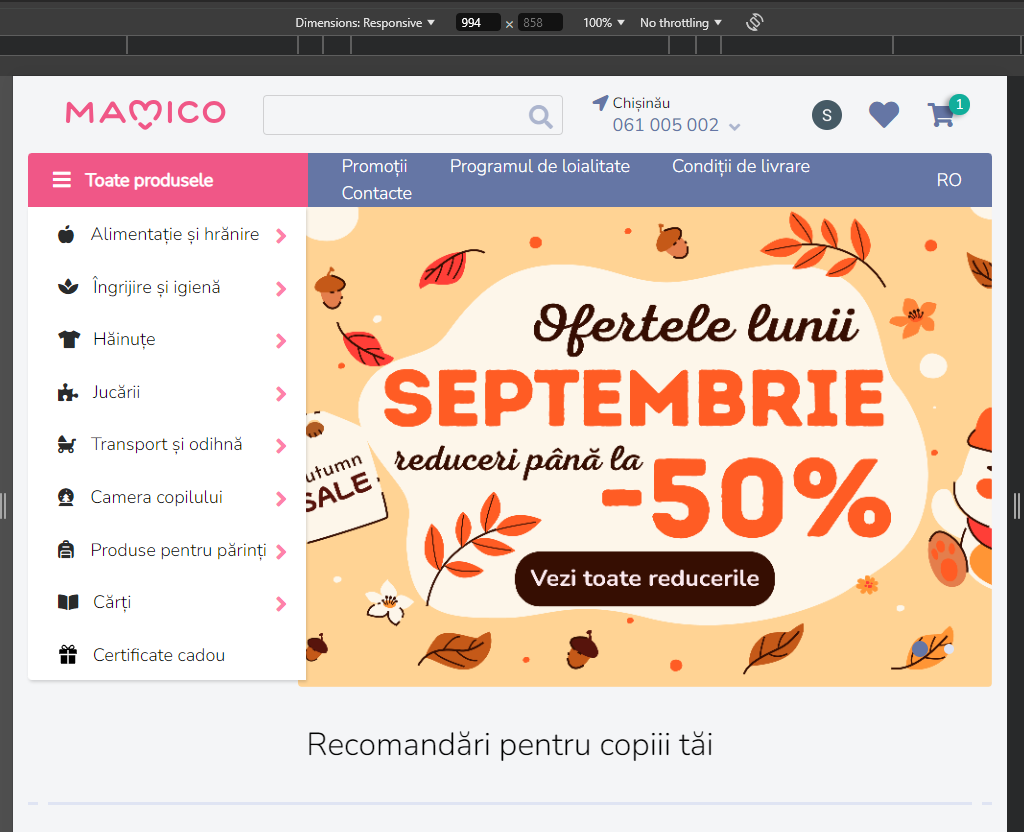 Dimensions: Responsive 994 × 858 100% No throttling
MAMICO
Chișinău
061 005 002
S
1
Toate produsele
Promoții Programul de loialitate Condiții de livrare
Contacte
RO
Alimentație și hrănire
Îngrijire și igienă
Hăinuțe
Jucării
Transport și odihnă
Camera copilului
Produse pentru părinți
Cărți
Certificate cadou
Ofertele lunii
SEPTEMBRIE
reduceri până la
-50%
utumn
SALE
Vezi toate reducerile
Recomandări pentru copiii tăi